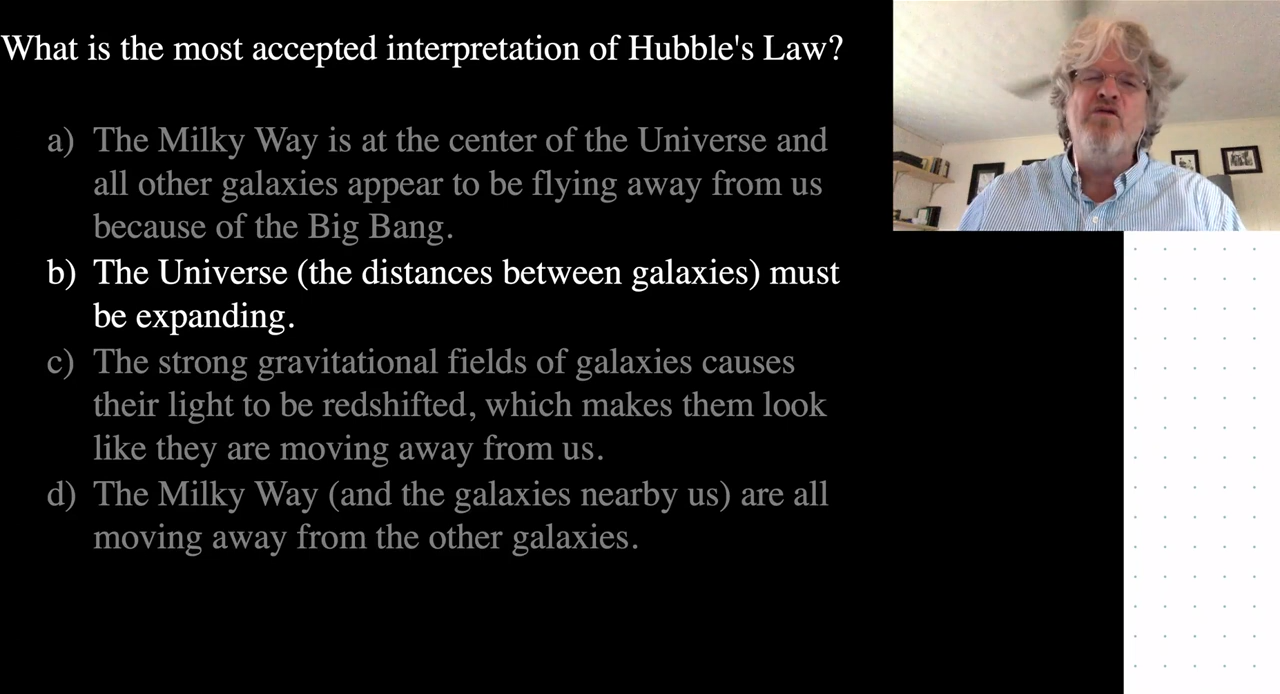 What is the most accepted interpretation of Hubble's Law?
a) The Milky Way is at the center of the Universe and
all other galaxies appear to be flying away from us
because of the Big Bang.
b) The Universe (the distances between galaxies) must
be expanding.
c) The strong gravitational fields of galaxies causes
their light to be redshifted, which makes them look
like they are moving away from us.
d) The Milky Way (and the galaxies nearby us) are all
moving away from the other galaxies.